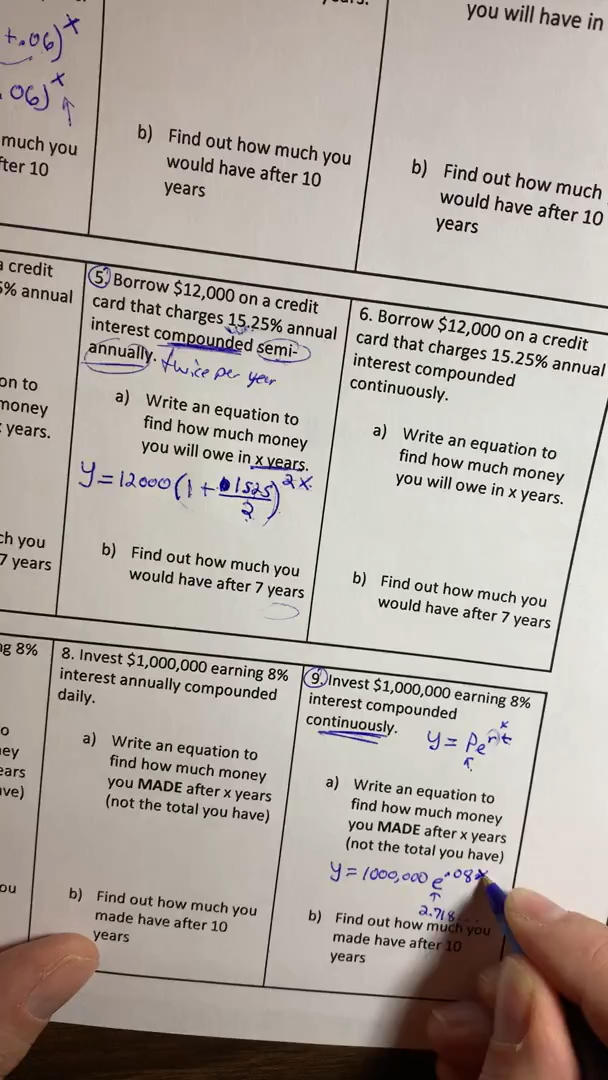 you will have in
+.06)^x
.06)^x
much you
fter 10
b) Find out how much you
would have after 10
years
b) Find out how much
would have after 10
years
a credit
5% annual
on to
money
years.
ch you
7 years
5. Borrow $12,000 on a credit
card that charges 15.25% annual
interest compounded semi-
annually. twice per year
a) Write an equation to
find how much money
you will owe in x years.
y = 12000(1 + .1525/2)^2x
b) Find out how much you
would have after 7 years
6. Borrow $12,000 on a credit
card that charges 15.25% annual
interest compounded
continuously.
a) Write an equation to
find how much money
you will owe in x years.
b) Find out how much you
would have after 7 years
ng 8%
o
ey
ears
ve)
ou
8. Invest $1,000,000 earning 8%
interest annually compounded
daily.
a) Write an equation to
find how much money
you MADE after x years
(not the total you have)
b) Find out how much you
made have after 10
years
9. Invest $1,000,000 earning 8%
interest compounded
continuously.
x
y = Pe^rt
a) Write an equation to
find how much money
you MADE after x years
(not the total you have)
y = 1000,000 e^.08x
2.718...
b) Find out how much you
made have after 10
years